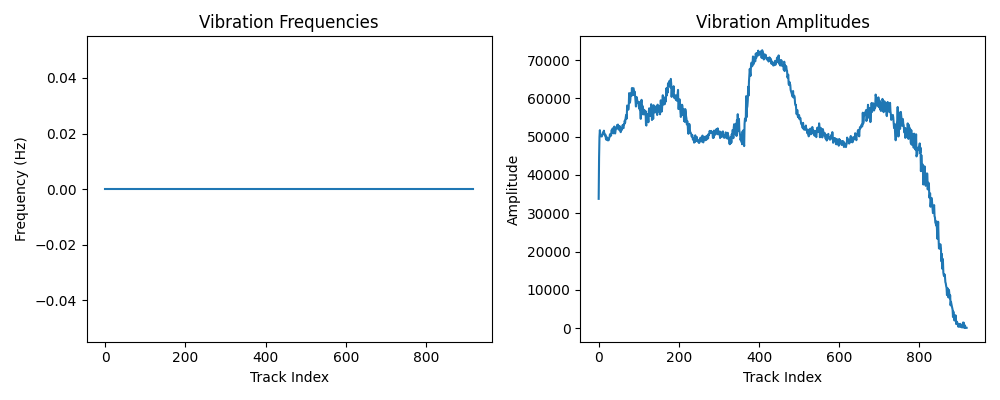 Vibration Frequencies
Frequency (Hz)
0.04
0.02
0.00
−0.02
−0.04
0 200 400 600 800
Track Index
Vibration Amplitudes
Amplitude
70000
60000
50000
40000
30000
20000
10000
0
0 200 400 600 800
Track Index